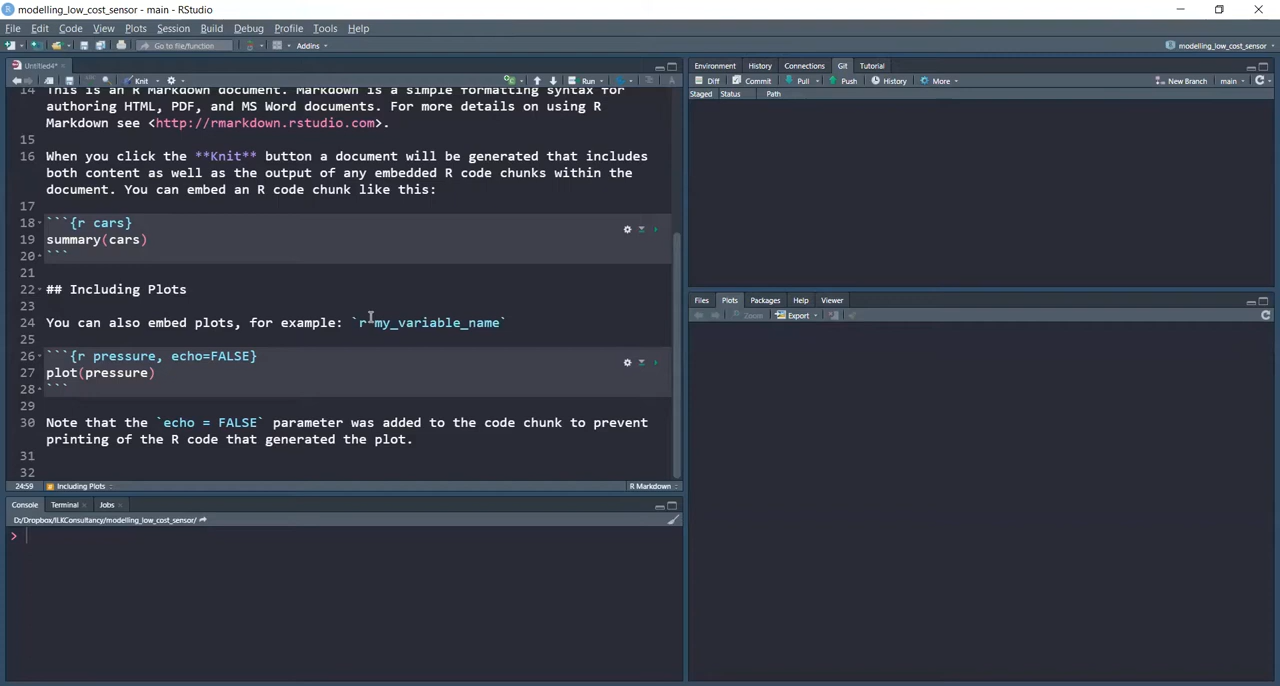 modelling_low_cost_sensor - main - RStudio
File Edit Code View Plots Session Build Debug Profile Tools Help
Go to file/function Addins modelling_low_cost_sensor
Untitled4*
Knit Run
14 This is an R Markdown document. Markdown is a simple formatting syntax for
authoring HTML, PDF, and MS Word documents. For more details on using R
Markdown see <http://rmarkdown.rstudio.com>.
15
16 When you click the **Knit** button a document will be generated that includes
both content as well as the output of any embedded R code chunks within the
document. You can embed an R code chunk like this:
17
18 ```{r cars}
19 summary(cars)
20 ```
21
22 ## Including Plots
23
24 You can also embed plots, for example: `r my_variable_name`
25
26 ```{r pressure, echo=FALSE}
27 plot(pressure)
28 ```
29
30 Note that the `echo = FALSE` parameter was added to the code chunk to prevent
printing of the R code that generated the plot.
31
32
24:59 Including Plots R Markdown
Console Terminal Jobs
D:/Dropbox/ILKConsultancy/modelling_low_cost_sensor/
>
Environment History Connections Git Tutorial
Diff Commit Pull Push History More New Branch main
Staged Status Path
Files Plots Packages Help Viewer
Zoom Export